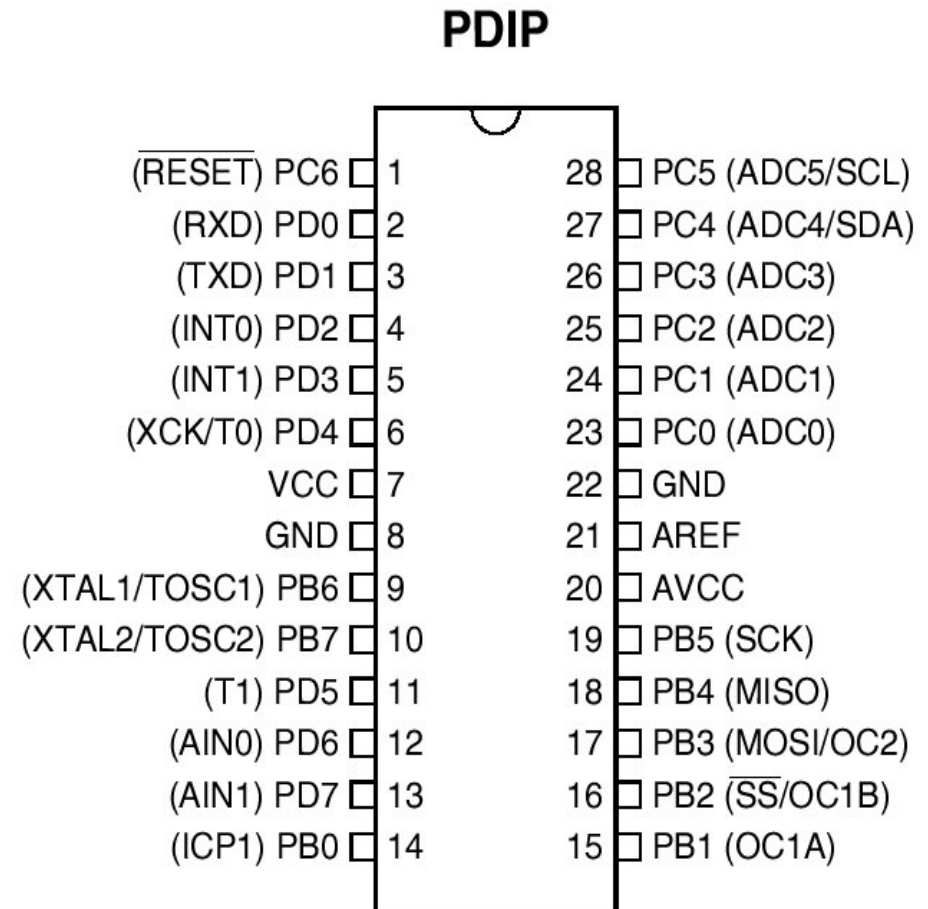 PDIP
(RESET) PC6 1 28 PC5 (ADC5/SCL)
(RXD) PD0 2 27 PC4 (ADC4/SDA)
(TXD) PD1 3 26 PC3 (ADC3)
(INT0) PD2 4 25 PC2 (ADC2)
(INT1) PD3 5 24 PC1 (ADC1)
(XCK/T0) PD4 6 23 PC0 (ADC0)
VCC 7 22 GND
GND 8 21 AREF
(XTAL1/TOSC1) PB6 9 20 AVCC
(XTAL2/TOSC2) PB7 10 19 PB5 (SCK)
(T1) PD5 11 18 PB4 (MISO)
(AIN0) PD6 12 17 PB3 (MOSI/OC2)
(AIN1) PD7 13 16 PB2 (SS/OC1B)
(ICP1) PB0 14 15 PB1 (OC1A)